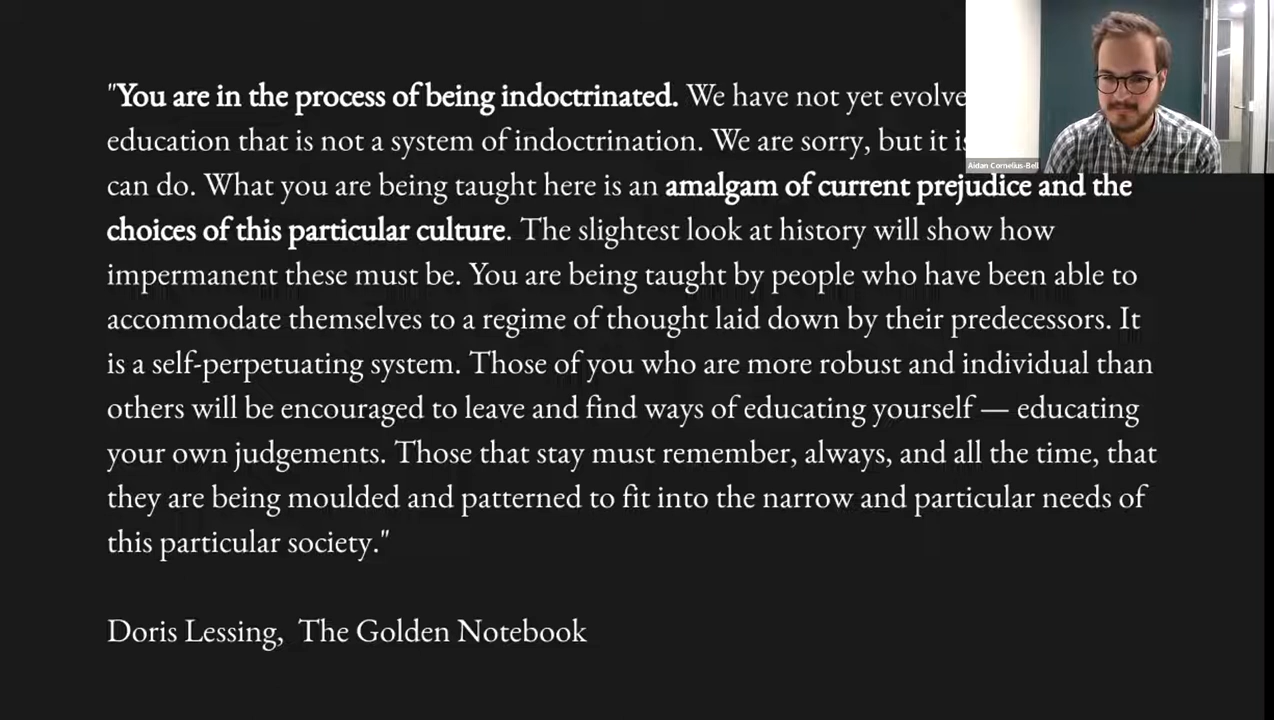 "You are in the process of being indoctrinated. We have not yet evolve
education that is not a system of indoctrination. We are sorry, but it is
can do. What you are being taught here is an amalgam of current prejudice and the
choices of this particular culture. The slightest look at history will show how
impermanent these must be. You are being taught by people who have been able to
accommodate themselves to a regime of thought laid down by their predecessors. It
is a self-perpetuating system. Those of you who are more robust and individual than
others will be encouraged to leave and find ways of educating yourself — educating
your own judgements. Those that stay must remember, always, and all the time, that
they are being moulded and patterned to fit into the narrow and particular needs of
this particular society."
Doris Lessing, The Golden Notebook
Aidan Cornelius-Bell